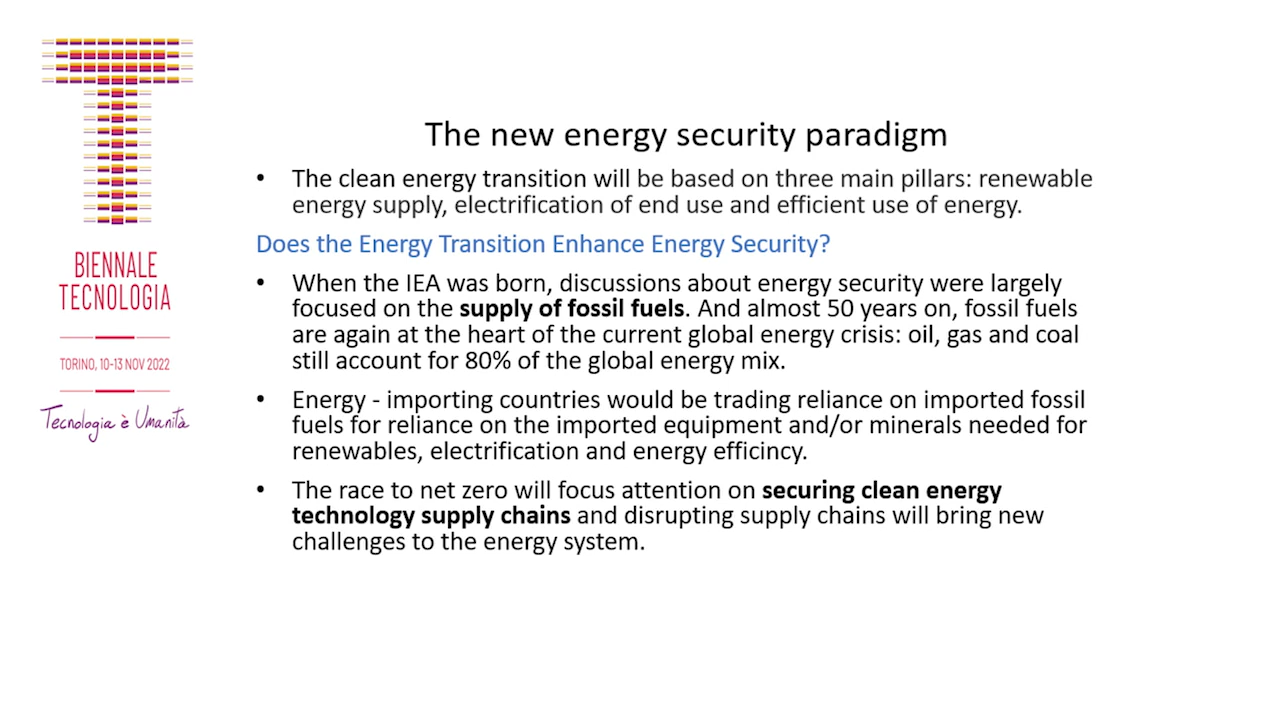 BIENNALE
TECNOLOGIA
TORINO, 10-13 NOV 2022
Tecnologia è Umanità
The new energy security paradigm
• The clean energy transition will be based on three main pillars: renewable
energy supply, electrification of end use and efficient use of energy.
Does the Energy Transition Enhance Energy Security?
• When the IEA was born, discussions about energy security were largely
focused on the supply of fossil fuels. And almost 50 years on, fossil fuels
are again at the heart of the current global energy crisis: oil, gas and coal
still account for 80% of the global energy mix.
• Energy - importing countries would be trading reliance on imported fossil
fuels for reliance on the imported equipment and/or minerals needed for
renewables, electrification and energy efficincy.
• The race to net zero will focus attention on securing clean energy
technology supply chains and disrupting supply chains will bring new
challenges to the energy system.